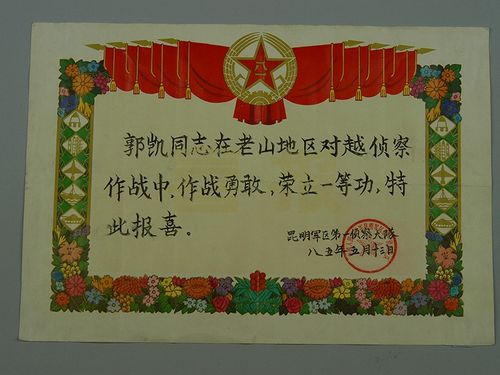 郭凯同志在老山地区对越侦察
作战中,作战勇敢,荣立一等功,特
此报喜。
昆明军区第一侦察大队
八五年五月十三日